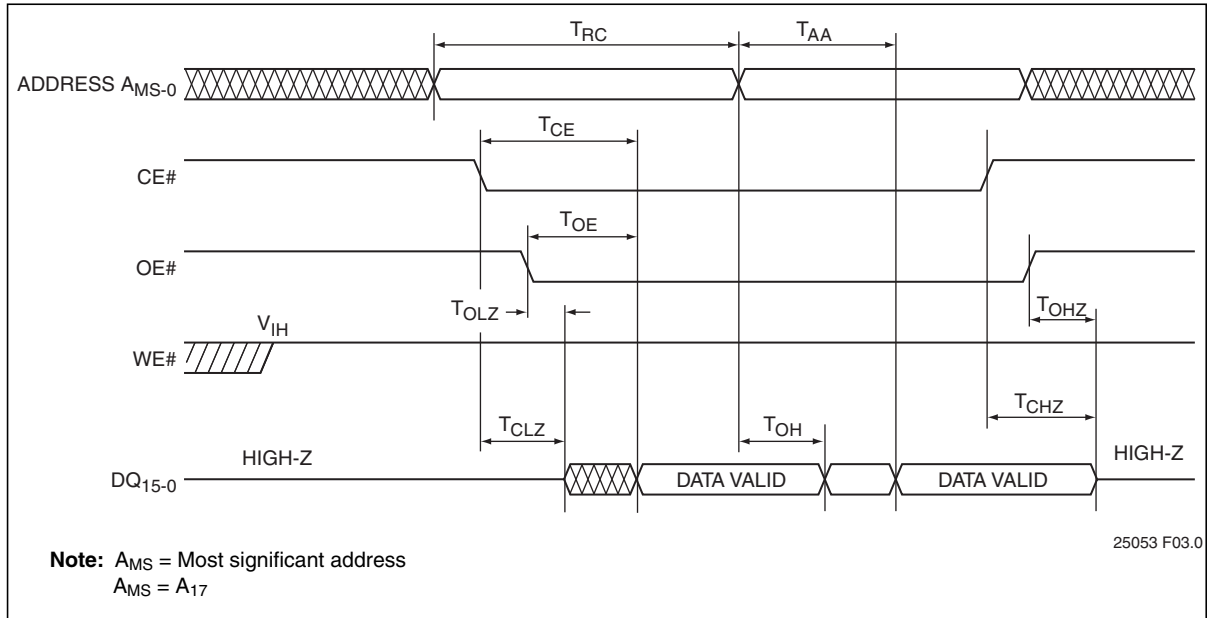 TRC TAA
ADDRESS AMS-0
TCE
CE#
TOE
OE#
TOLZ TOHZ
VIH
WE#
TCLZ TOH TCHZ
HIGH-Z HIGH-Z
DQ15-0 DATA VALID DATA VALID
25053 F03.0
Note: AMS = Most significant address
AMS = A17